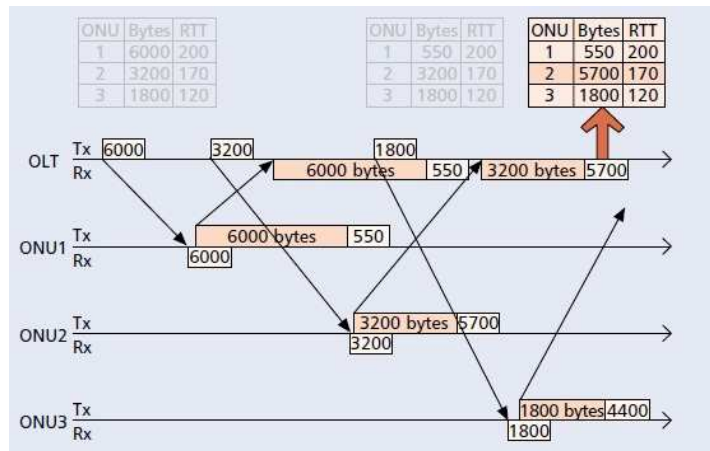 ONU Bytes RTT
1 6000 200
2 3200 170
3 1800 120
ONU Bytes RTT
1 550 200
2 3200 170
3 1800 120
ONU Bytes RTT
1 550 200
2 5700 170
3 1800 120
OLT Tx 6000 3200 1800
Rx 6000 bytes 550 3200 bytes 5700
ONU1 Tx 6000 bytes 550
Rx 6000
ONU2 Tx 3200 bytes 5700
Rx 3200
ONU3 Tx 1800 bytes 4400
Rx 1800